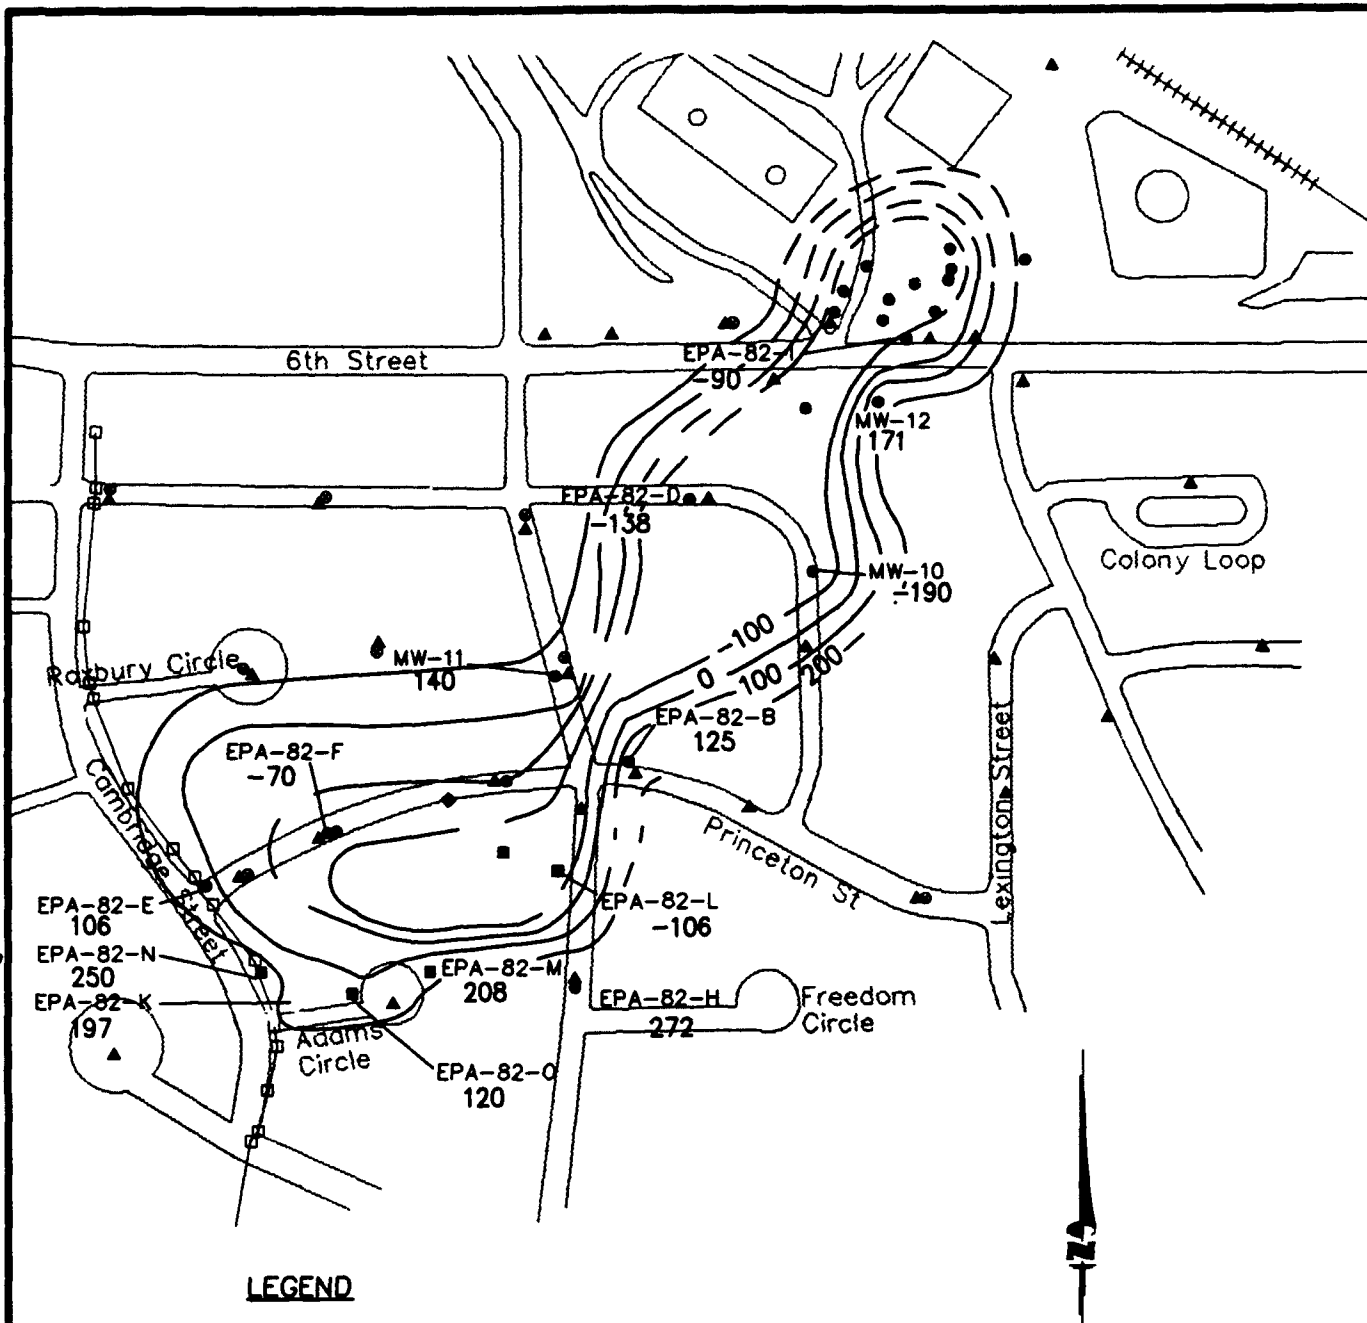 6th Street
EPA-82-I
-90
MW-12
171
EPA-82-D
-138
MW-10
-190
Colony Loop
-100
0
100
200
Roxbury Circle
MW-11
140
EPA-82-B
125
EPA-82-F
-70
Cambridge Street
Princeton St
Lexington Street
EPA-82-E
106
EPA-82-L
-106
EPA-82-N
250
EPA-82-M
208
EPA-82-K
197
EPA-82-H
272
Freedom
Circle
Adams
Circle
EPA-82-O
120
N
LEGEND